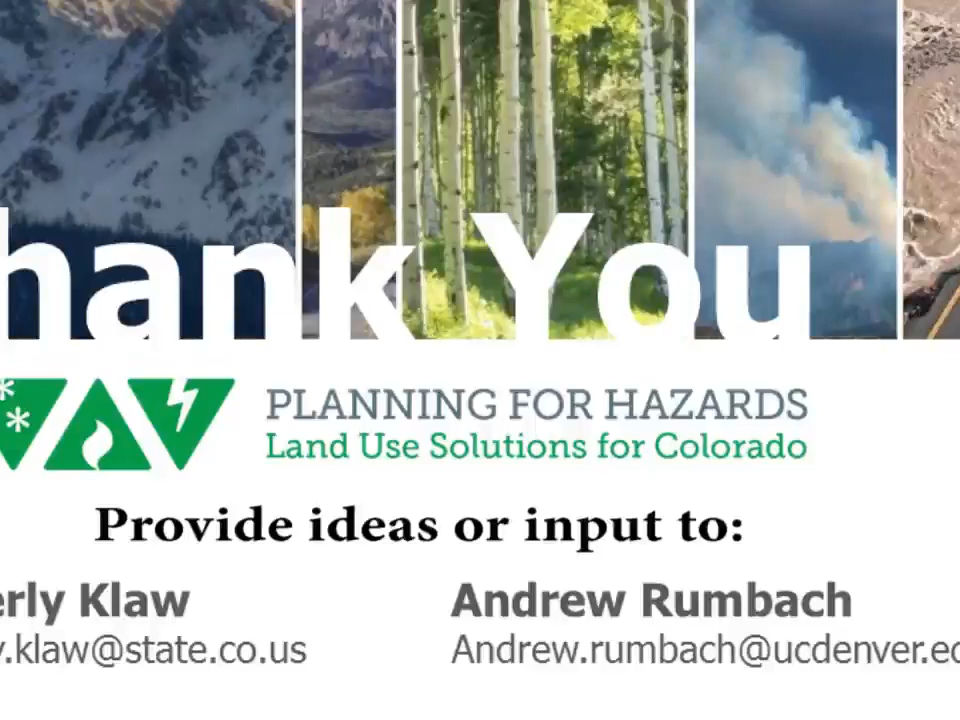 hank You
PLANNING FOR HAZARDS
Land Use Solutions for Colorado
Provide ideas or input to:
erly Klaw
y.klaw@state.co.us
Andrew Rumbach
Andrew.rumbach@ucdenver.ed